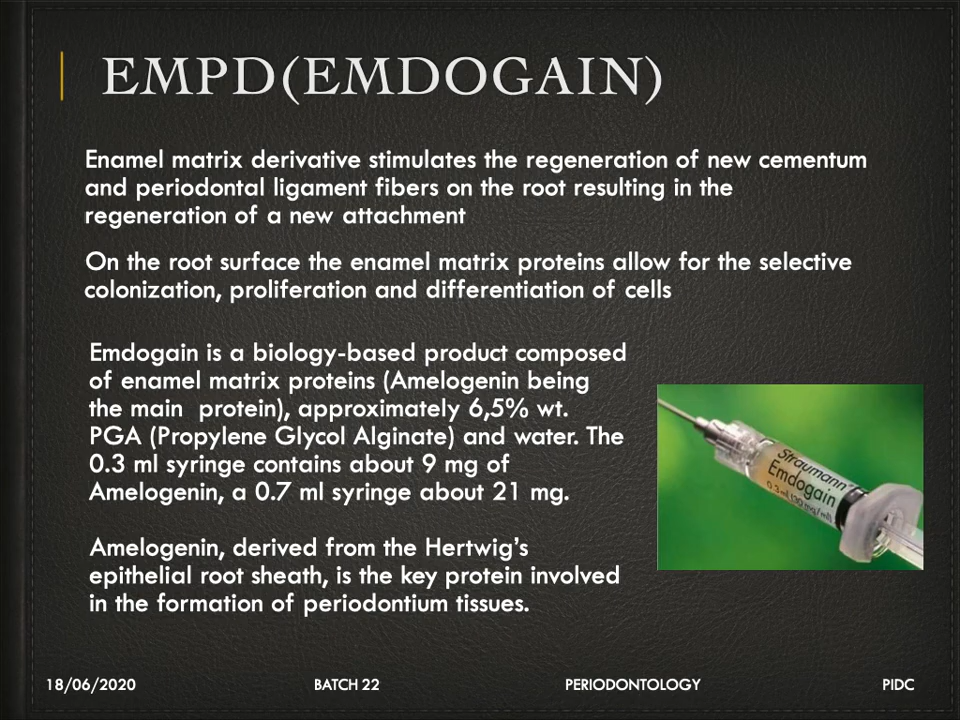 EMPD(EMDOGAIN)
Enamel matrix derivative stimulates the regeneration of new cementum
and periodontal ligament fibers on the root resulting in the
regeneration of a new attachment
On the root surface the enamel matrix proteins allow for the selective
colonization, proliferation and differentiation of cells
Emdogain is a biology-based product composed
of enamel matrix proteins (Amelogenin being
the main  protein), approximately 6,5% wt.
PGA (Propylene Glycol Alginate) and water. The
0.3 ml syringe contains about 9 mg of
Amelogenin, a 0.7 ml syringe about 21 mg.
Amelogenin, derived from the Hertwig's
epithelial root sheath, is the key protein involved
in the formation of periodontium tissues.
Straumann
Emdogain
0.3 ml (30 mg/ml)
18/06/2020 BATCH 22 PERIODONTOLOGY PIDC